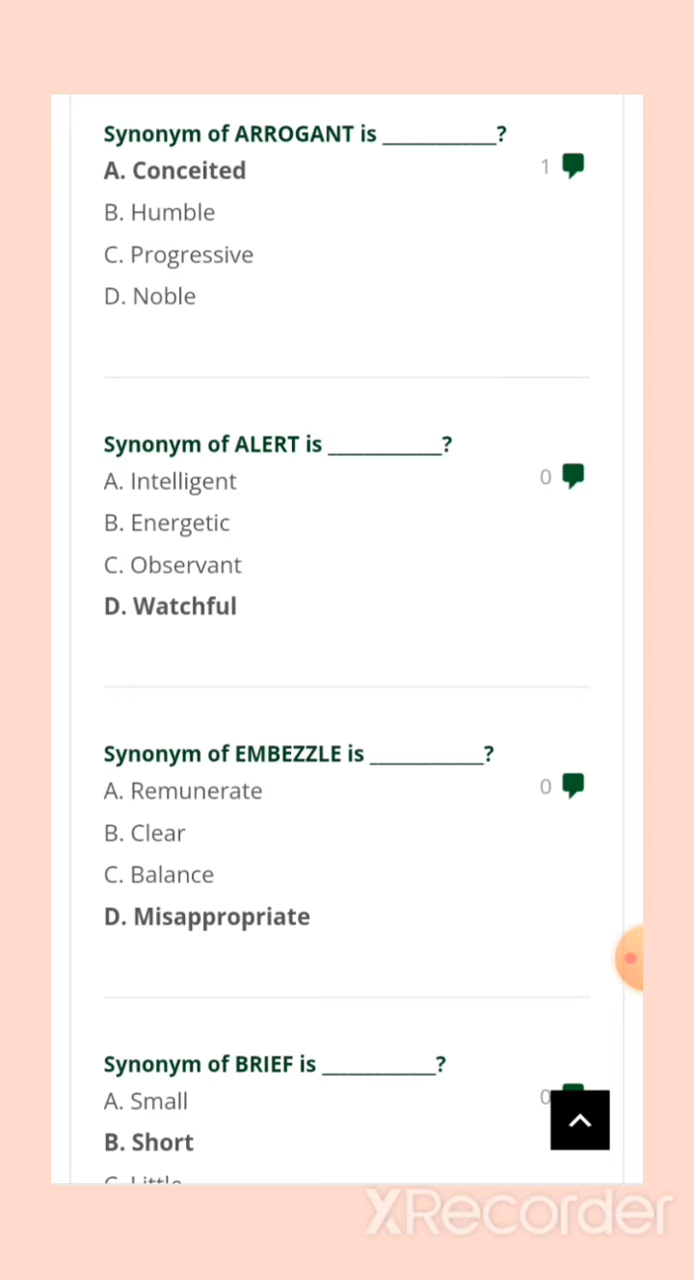 Synonym of ARROGANT is __________?
A. Conceited
1
B. Humble
C. Progressive
D. Noble
Synonym of ALERT is __________?
A. Intelligent
0
B. Energetic
C. Observant
D. Watchful
Synonym of EMBEZZLE is __________?
A. Remunerate
0
B. Clear
C. Balance
D. Misappropriate
Synonym of BRIEF is __________?
A. Small
0
B. Short
C. Little
XRecorder